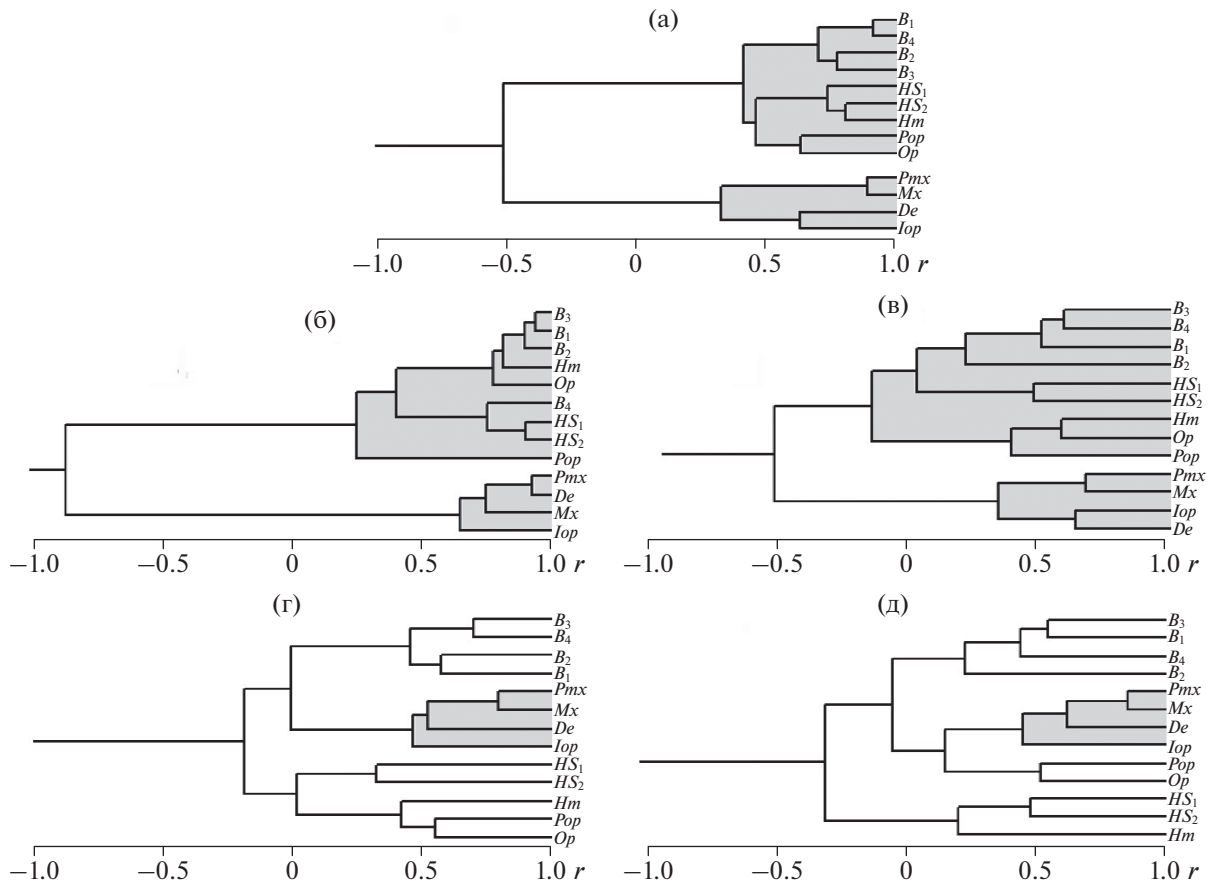 (а)
B₁
B₄
B₂
B₃
HS₁
HS₂
Hm
Pop
Op
Pmx
Mx
De
Iop
−1.0 −0.5 0 0.5 1.0 r
(б)
B₃
B₁
B₂
Hm
Op
B₄
HS₁
HS₂
Pop
Pmx
De
Mx
Iop
−1.0 −0.5 0 0.5 1.0 r
(в)
B₃
B₄
B₁
B₂
HS₁
HS₂
Hm
Op
Pop
Pmx
Mx
Iop
De
−1.0 −0.5 0 0.5 1.0 r
(г)
B₃
B₄
B₂
B₁
Pmx
Mx
De
Iop
HS₁
HS₂
Hm
Pop
Op
−1.0 −0.5 0 0.5 1.0 r
(д)
B₃
B₁
B₄
B₂
Pmx
Mx
De
Iop
Pop
Op
HS₁
HS₂
Hm
−1.0 −0.5 0 0.5 1.0 r